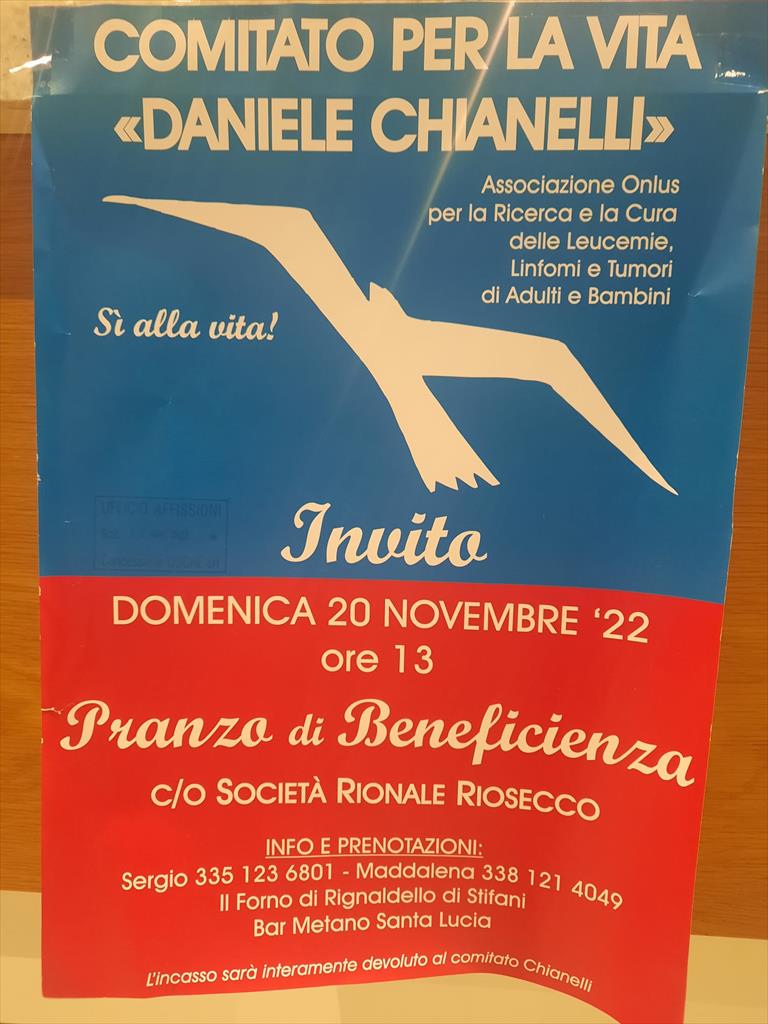 COMITATO PER LA VITA
«DANIELE CHIANELLI»
Associazione Onlus
per la Ricerca e la Cura
delle Leucemie,
Linfomi e Tumori
di Adulti e Bambini
Sì alla vita!
UFFICIO AFFISSIONI
Invito
DOMENICA 20 NOVEMBRE ‘22
ore 13
Pranzo di Beneficienza
c/o SOCIETÀ RIONALE RIOSECCO
INFO E PRENOTAZIONI:
Sergio 335 123 6801 - Maddalena 338 121 4049
Il Forno di Rignaldello di Stifani
Bar Metano Santa Lucia
L'incasso sarà interamente devoluto al comitato Chianelli